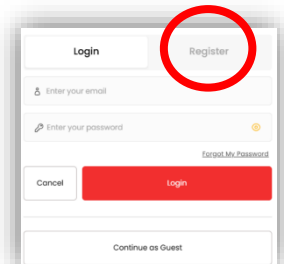 Login Register
Enter your email
Enter your password
Forgot My Password
Cancel Login
Continue as Guest